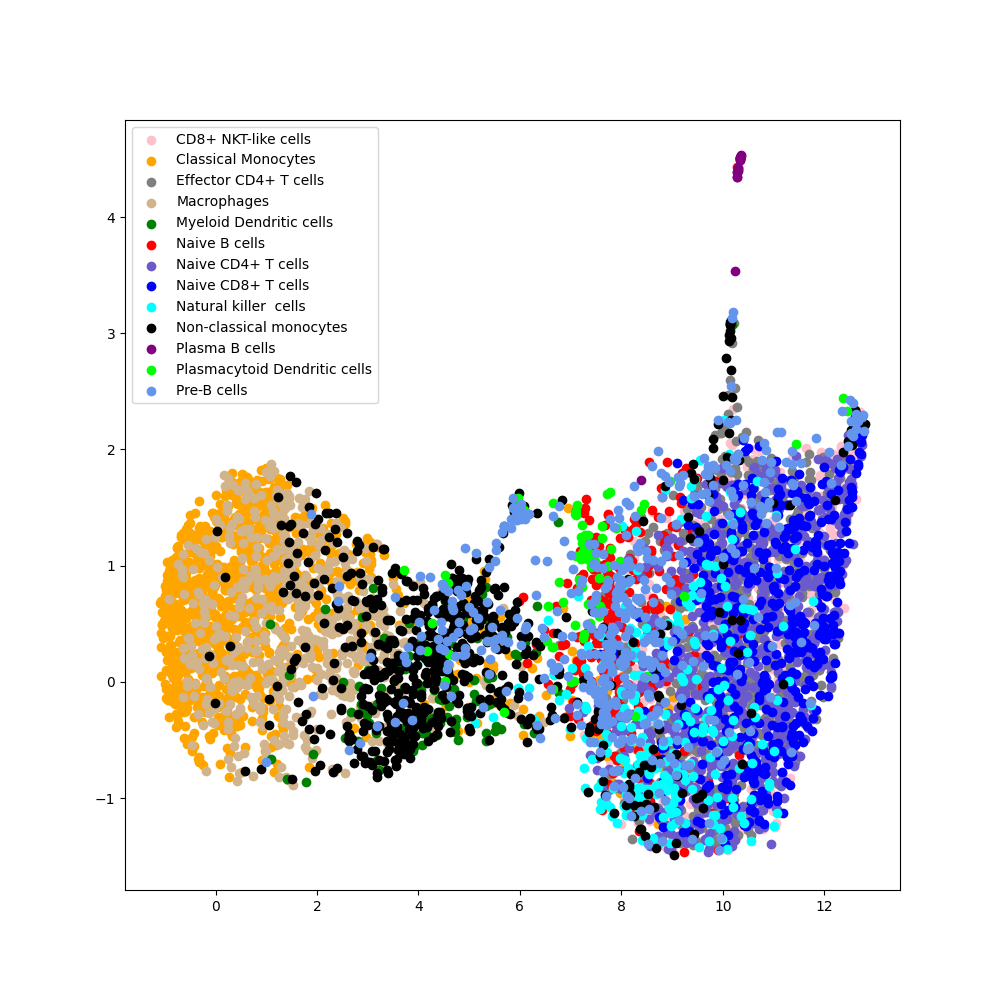 CD8+ NKT-like cells
Classical Monocytes
Effector CD4+ T cells
Macrophages
Myeloid Dendritic cells
Naive B cells
Naive CD4+ T cells
Naive CD8+ T cells
Natural killer  cells
Non-classical monocytes
Plasma B cells
Plasmacytoid Dendritic cells
Pre-B cells
4
3
2
1
0
−1
0 2 4 6 8 10 12